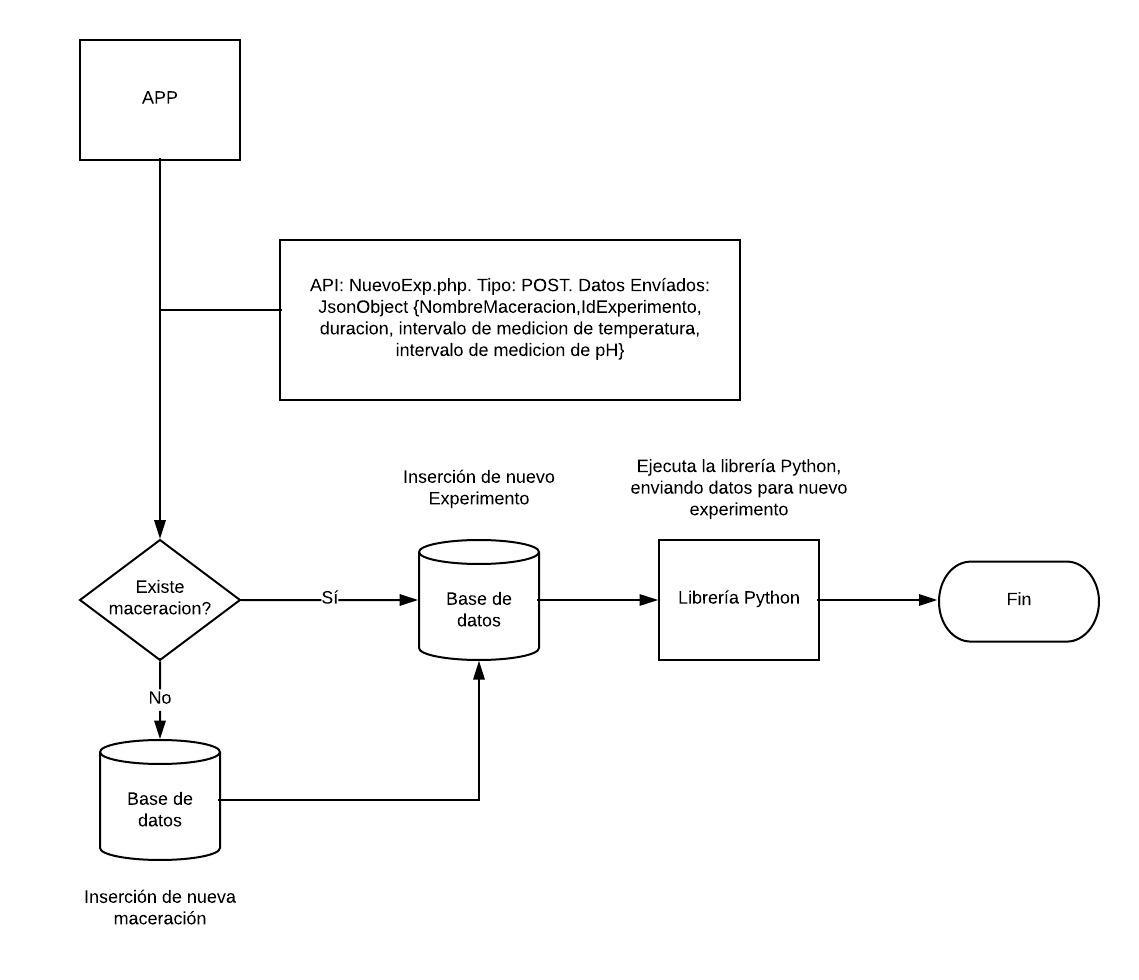 APP
API: NuevoExp.php. Tipo: POST. Datos Envíados:
JsonObject {NombreMaceracion,IdExperimento,
duracion, intervalo de medicion de temperatura,
intervalo de medicion de pH}
Inserción de nuevo
Experimento
Ejecuta la librería Python,
enviando datos para nuevo
experimento
Existe
maceracion?
Sí
Base de
datos
Librería Python
Fin
No
Base de
datos
Inserción de nueva
maceración